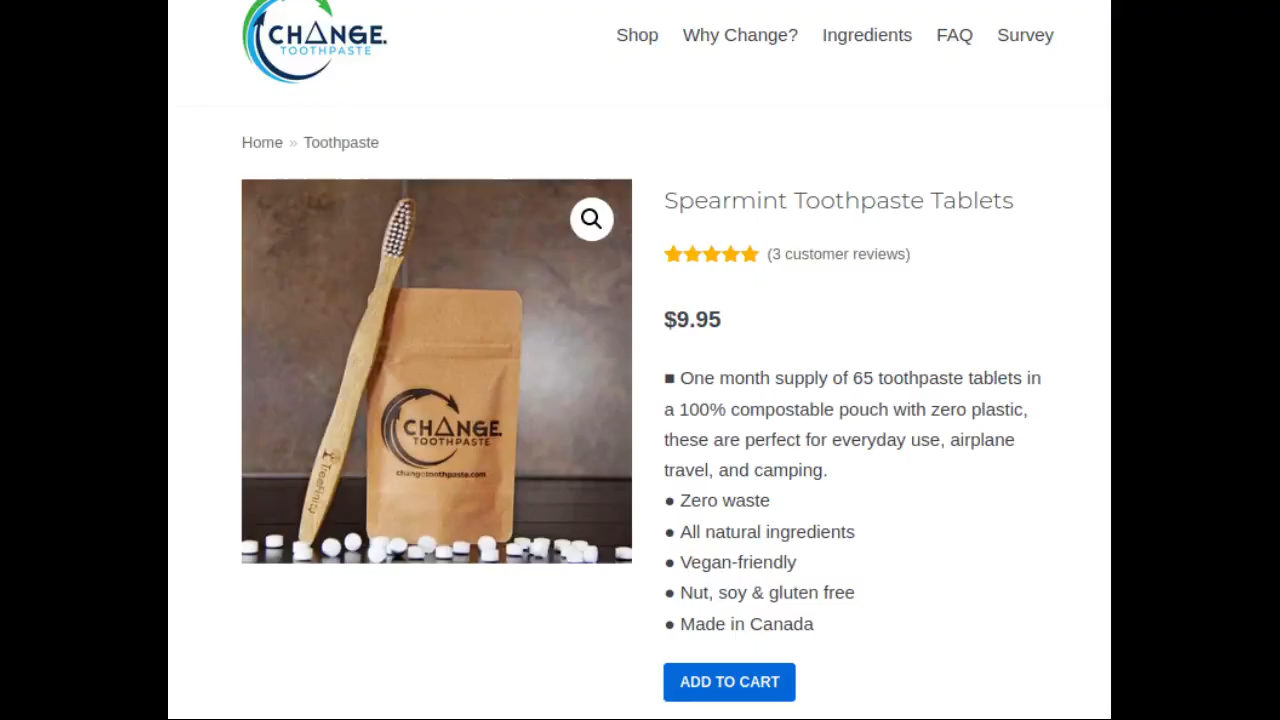 CHANGE.
TOOTHPASTE
Shop Why Change? Ingredients FAQ Survey
Home » Toothpaste
Spearmint Toothpaste Tablets
(3 customer reviews)
$9.95
■ One month supply of 65 toothpaste tablets in
a 100% compostable pouch with zero plastic,
these are perfect for everyday use, airplane
travel, and camping.
● Zero waste
● All natural ingredients
● Vegan-friendly
● Nut, soy & gluten free
● Made in Canada
ADD TO CART
CHANGE.
TOOTHPASTE
changetoothpaste.com